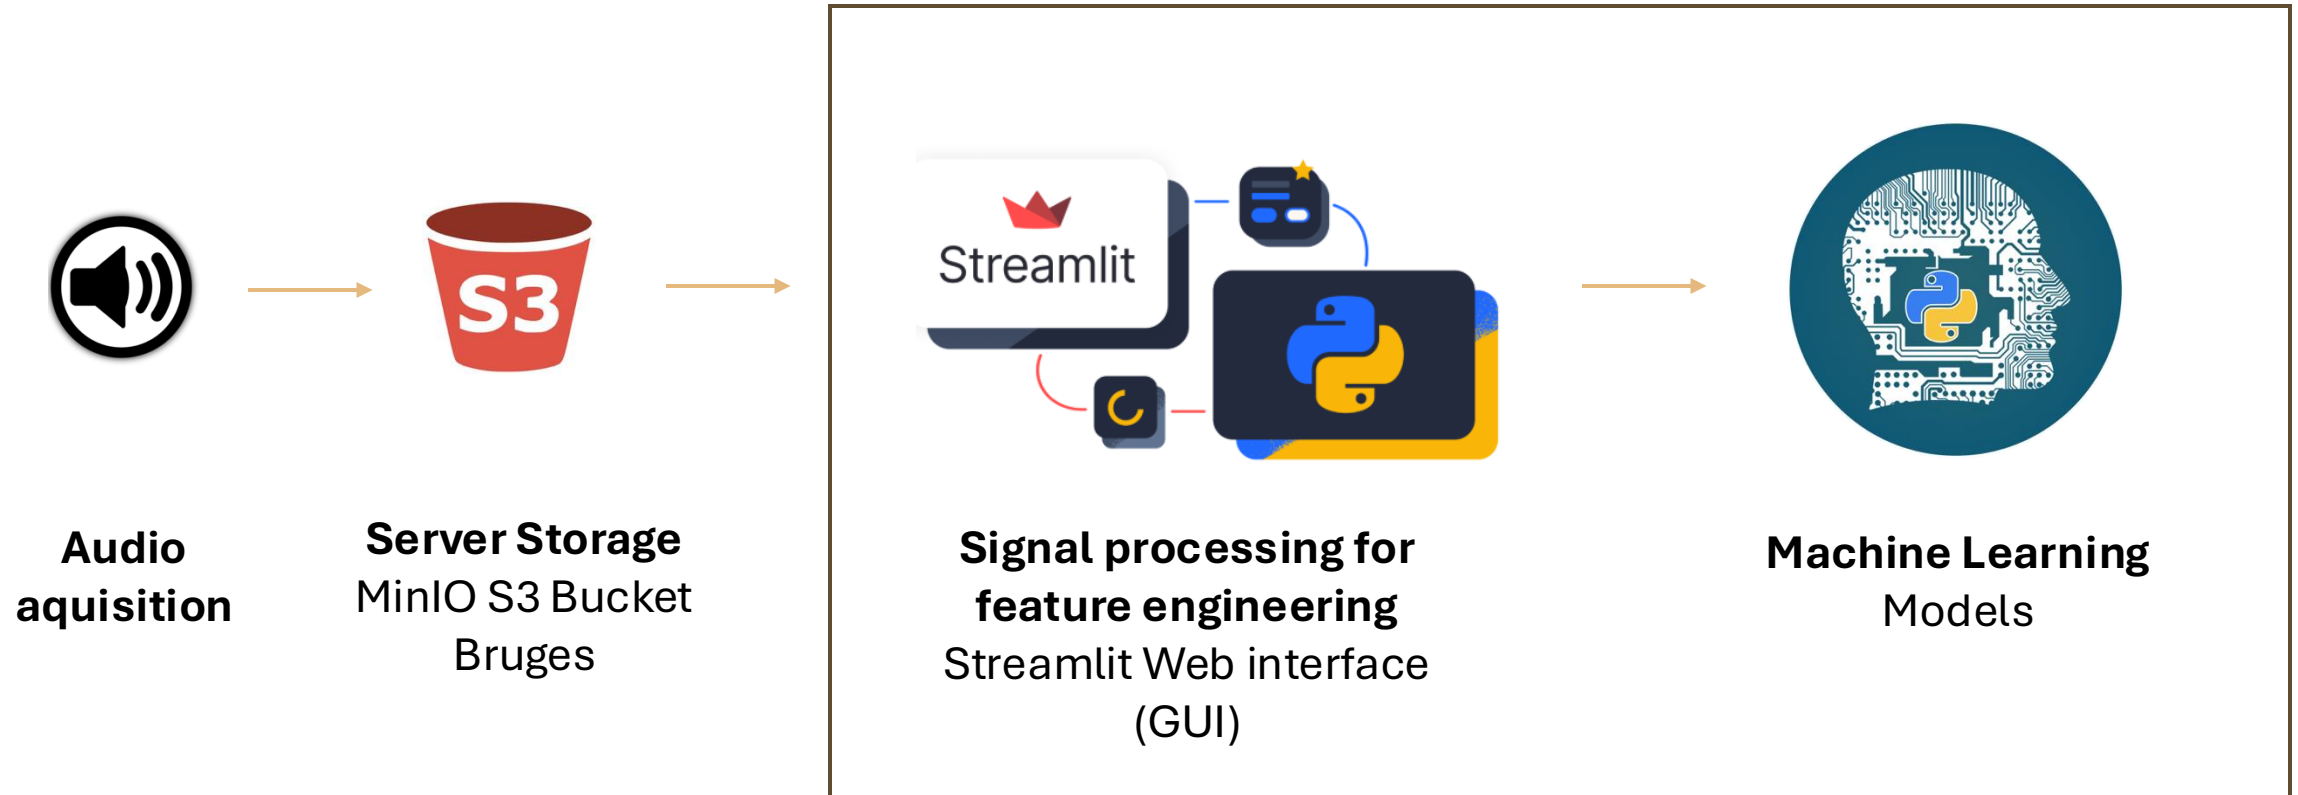 S3
Streamlit
Audio
aquisition
Server Storage
MinIO S3 Bucket
Bruges
Signal processing for
feature engineering
Streamlit Web interface
(GUI)
Machine Learning
Models